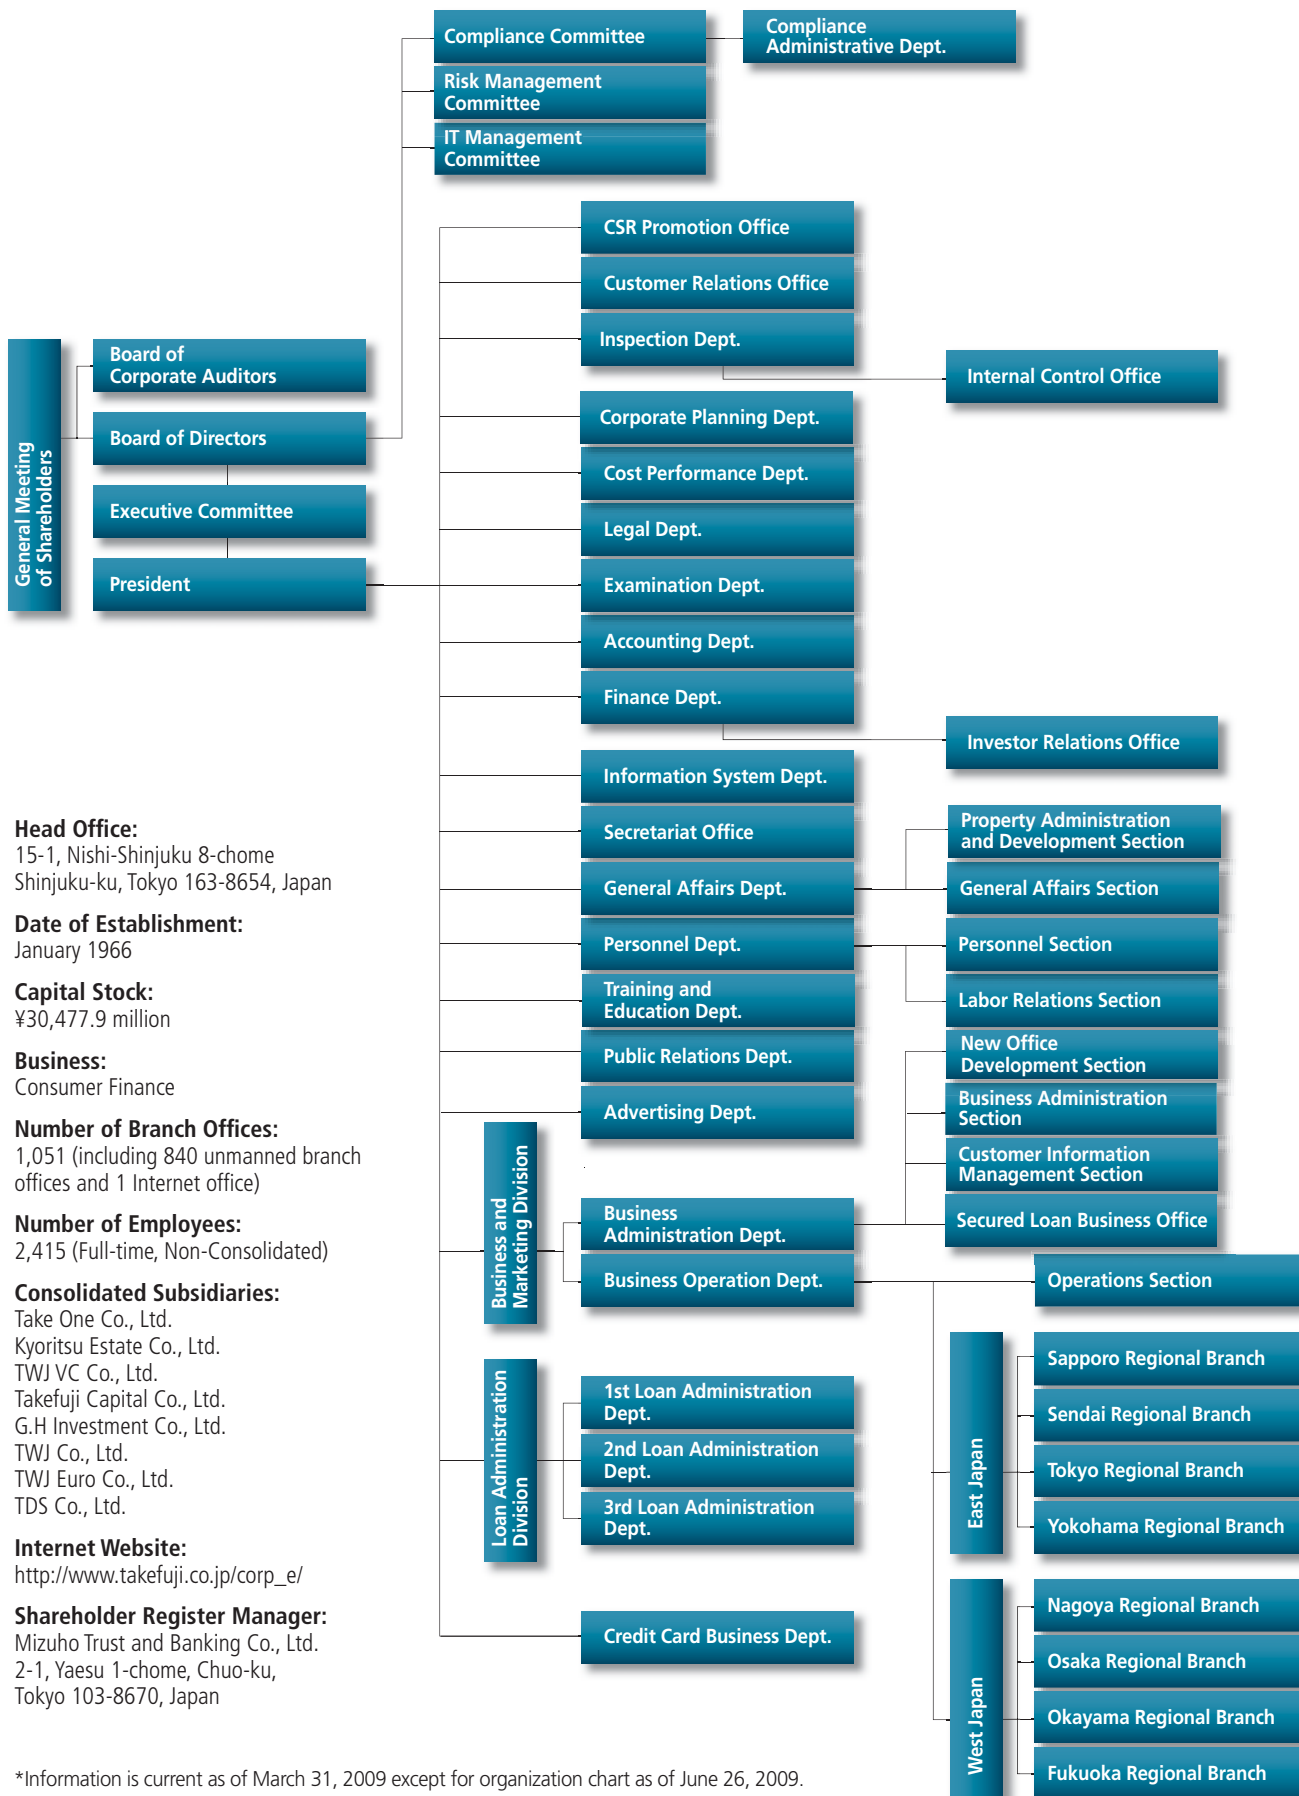 Compliance Committee
Compliance
Administrative Dept.
Risk Management
Committee
IT Management
Committee
CSR Promotion Office
Customer Relations Office
Inspection Dept.
Internal Control Office
General Meeting
of Shareholders
Board of
Corporate Auditors
Board of Directors
Executive Committee
President
Corporate Planning Dept.
Cost Performance Dept.
Legal Dept.
Examination Dept.
Accounting Dept.
Finance Dept.
Investor Relations Office
Information System Dept.
Secretariat Office
General Affairs Dept.
Property Administration
and Development Section
General Affairs Section
Personnel Dept.
Personnel Section
Labor Relations Section
Training and
Education Dept.
Public Relations Dept.
Advertising Dept.
Business and
Marketing Division
Business
Administration Dept.
New Office
Development Section
Business Administration
Section
Customer Information
Management Section
Secured Loan Business Office
Business Operation Dept.
Operations Section
East Japan
Sapporo Regional Branch
Sendai Regional Branch
Tokyo Regional Branch
Yokohama Regional Branch
West Japan
Nagoya Regional Branch
Osaka Regional Branch
Okayama Regional Branch
Fukuoka Regional Branch
Loan Administration
Division
1st Loan Administration
Dept.
2nd Loan Administration
Dept.
3rd Loan Administration
Dept.
Credit Card Business Dept.
Head Office:
15-1, Nishi-Shinjuku 8-chome
Shinjuku-ku, Tokyo 163-8654, Japan
Date of Establishment:
January 1966
Capital Stock:
¥30,477.9 million
Business:
Consumer Finance
Number of Branch Offices:
1,051 (including 840 unmanned branch
offices and 1 Internet office)
Number of Employees:
2,415 (Full-time, Non-Consolidated)
Consolidated Subsidiaries:
Take One Co., Ltd.
Kyoritsu Estate Co., Ltd.
TWJ VC Co., Ltd.
Takefuji Capital Co., Ltd.
G.H Investment Co., Ltd.
TWJ Co., Ltd.
TWJ Euro Co., Ltd.
TDS Co., Ltd.
Internet Website:
http://www.takefuji.co.jp/corp_e/
Shareholder Register Manager:
Mizuho Trust and Banking Co., Ltd.
2-1, Yaesu 1-chome, Chuo-ku,
Tokyo 103-8670, Japan
*Information is current as of March 31, 2009 except for organization chart as of June 26, 2009.